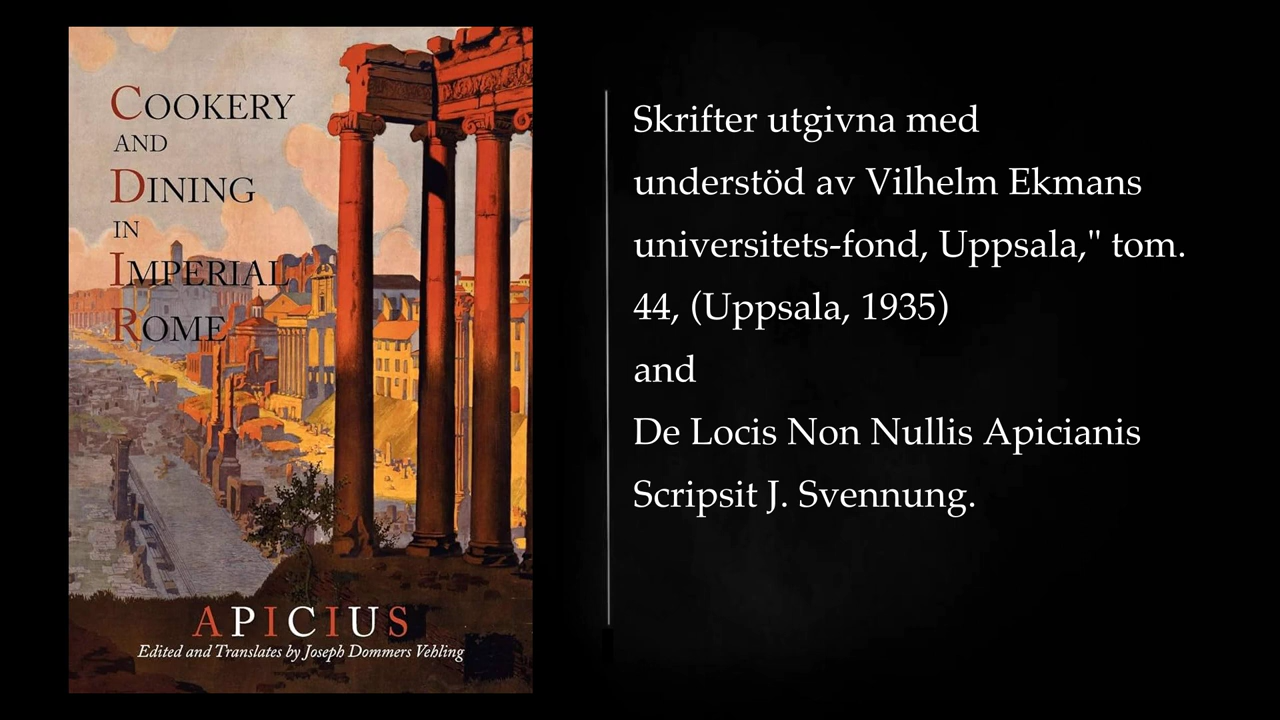 COOKERY
AND
DINING
IN
IMPERIAL
ROME
APICIUS
Edited and Translates by Joseph Dommers Vehling
Skrifter utgivna med
understöd av Vilhelm Ekmans
universitets-fond, Uppsala," tom.
44, (Uppsala, 1935)
and
De Locis Non Nullis Apicianis
Scripsit J. Svennung.